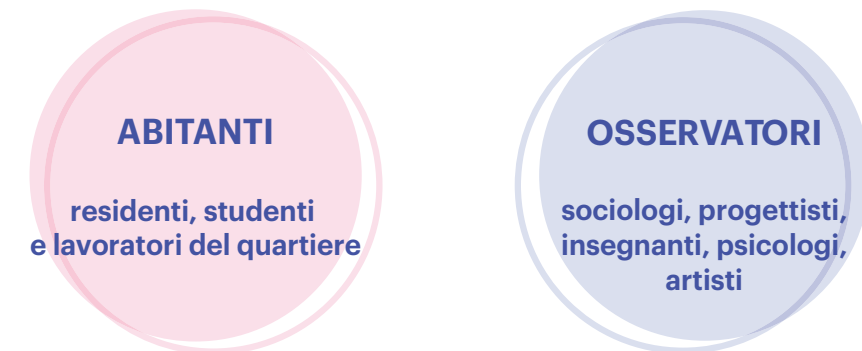 ABITANTI
residenti, studenti
e lavoratori del quartiere
OSSERVATORI
sociologi, progettisti,
insegnanti, psicologi,
artisti